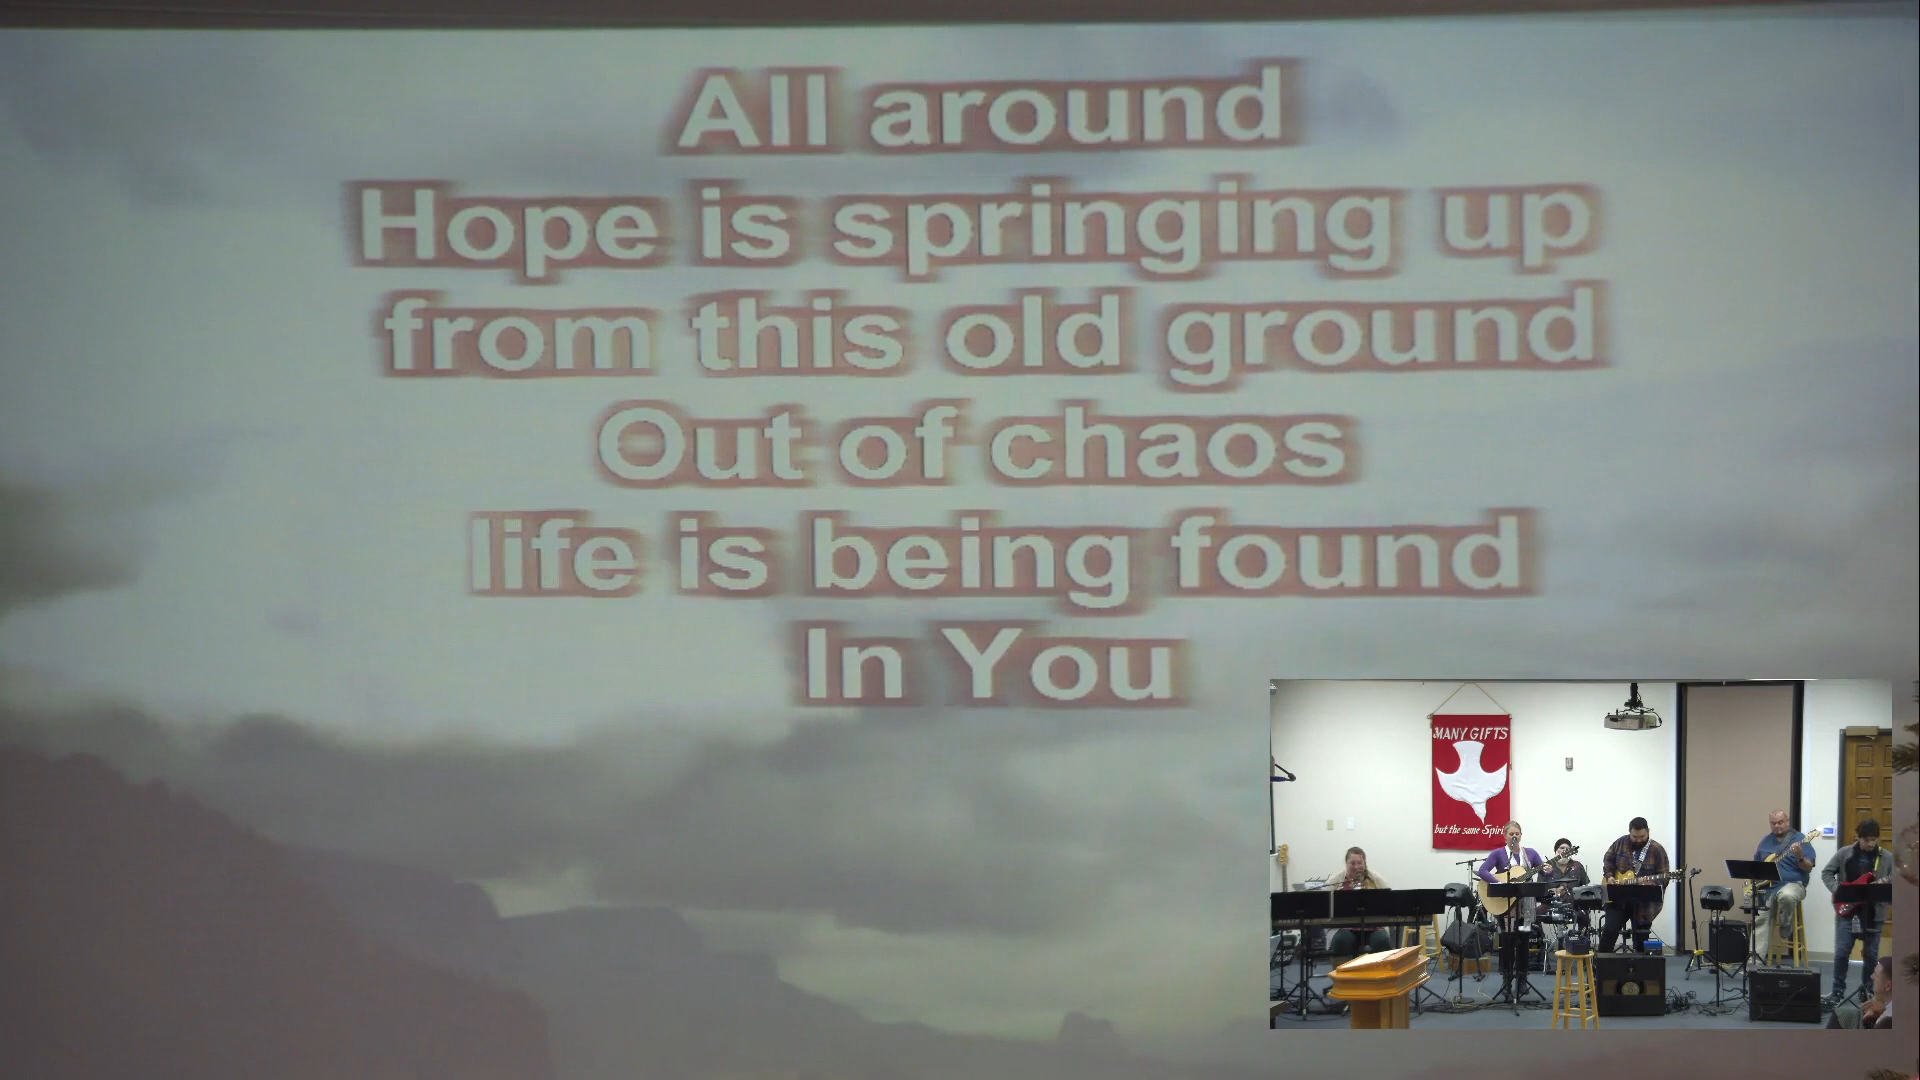 All around
Hope is springing up
from this old ground
Out of chaos
life is being found
In You
MANY GIFTS
but the same Spiri